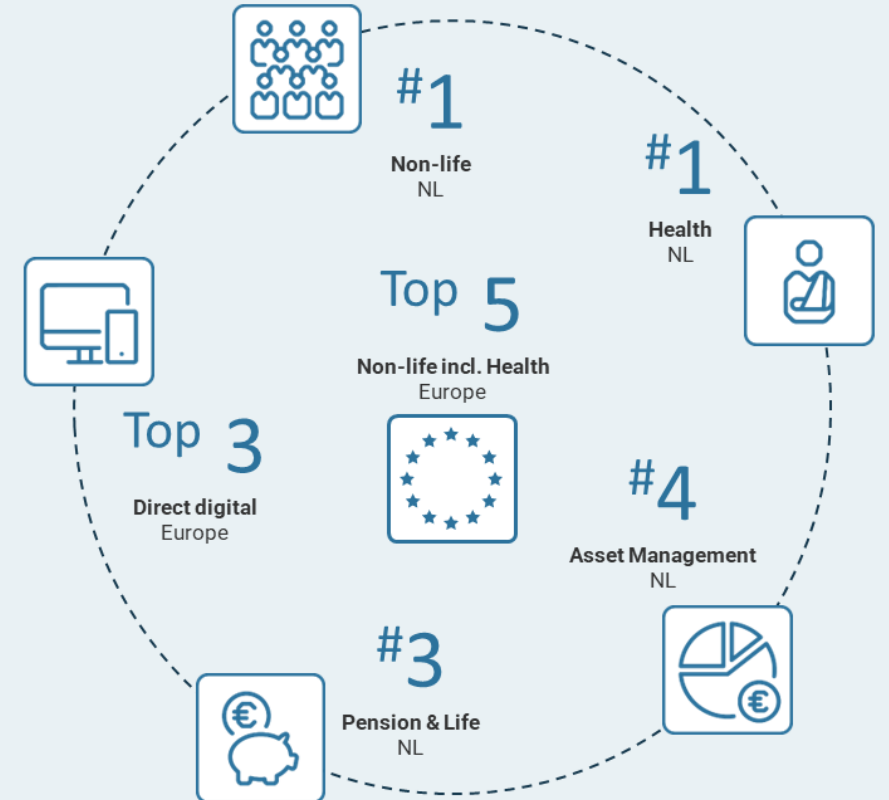 #1
Non-life
NL
#1
Health
NL
Top 5
Non-life incl. Health
Europe
Top 3
Direct digital
Europe
#4
Asset Management
NL
#3
Pension & Life
NL
€
€